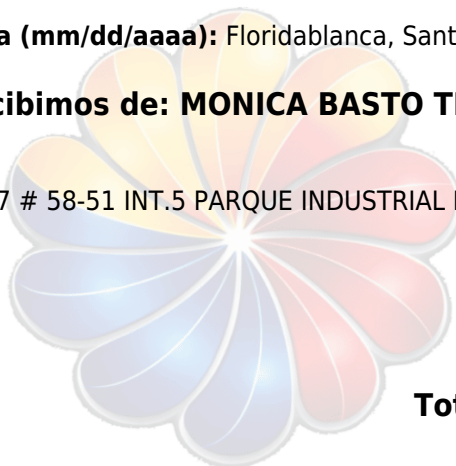 a (mm/dd/aaaa): Floridablanca, Sant
cibimos de: MONICA BASTO T
7 # 58-51 INT.5 PARQUE INDUSTRIAL
Tot